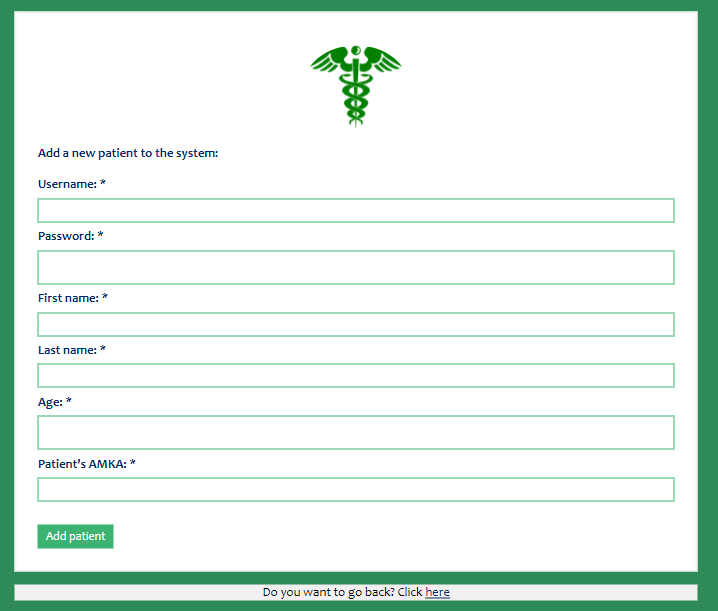 Add a new patient to the system:
Username: *
Password: *
First name: *
Last name: *
Age: *
Patient's AMKA: *
Add patient
Do you want to go back? Click here